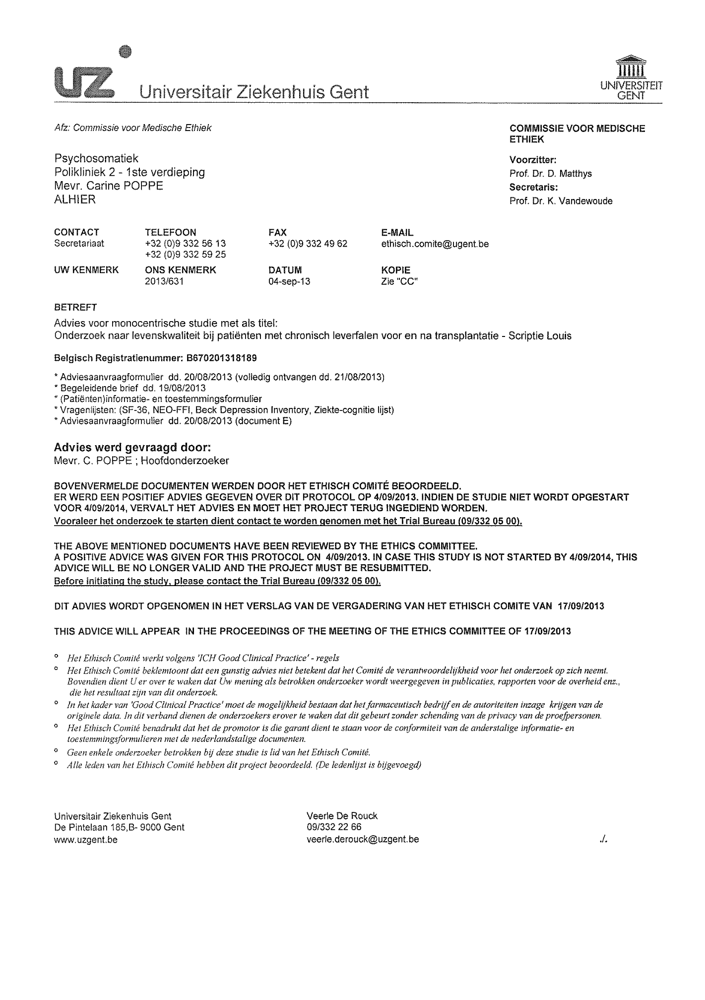 UZ Universitair Ziekenhuis Gent
UNIVERSITEIT
GENT
Afz: Commissie voor Medische Ethiek
COMMISSIE VOOR MEDISCHE
ETHIEK
Psychosomatiek
Polikliniek 2 - 1ste verdieping
Mevr. Carine POPPE
ALHIER
Voorzitter:
Prof. Dr. D. Matthys
Secretaris:
Prof. Dr. K. Vandewoude
CONTACT TELEFOON FAX E-MAIL
Secretariaat +32 (0)9 332 56 13 +32 (0)9 332 49 62 ethisch.comite@ugent.be
+32 (0)9 332 59 25
UW KENMERK ONS KENMERK DATUM KOPIE
2013/631 04-sep-13 Zie "CC"
BETREFT
Advies voor monocentrische studie met als titel:
Onderzoek naar levenskwaliteit bij patiënten met chronisch leverfalen voor en na transplantatie - Scriptie Louis
Belgisch Registratienummer: B670201318189
* Adviesaanvraagformulier dd. 20/08/2013 (volledig ontvangen dd. 21/08/2013)
* Begeleidende brief dd. 19/08/2013
* (Patiënten)informatie- en toestemmingsformulier
* Vragenlijsten: (SF-36, NEO-FFI, Beck Depression Inventory, Ziekte-cognitie lijst)
* Adviesaanvraagformulier dd. 20/08/2013 (document E)
Advies werd gevraagd door:
Mevr. C. POPPE ; Hoofdonderzoeker
BOVENVERMELDE DOCUMENTEN WERDEN DOOR HET ETHISCH COMITÉ BEOORDEELD.
ER WERD EEN POSITIEF ADVIES GEGEVEN OVER DIT PROTOCOL OP 4/09/2013. INDIEN DE STUDIE NIET WORDT OPGESTART
VOOR 4/09/2014, VERVALT HET ADVIES EN MOET HET PROJECT TERUG INGEDIEND WORDEN.
Vooraleer het onderzoek te starten dient contact te worden genomen met het Trial Bureau (09/332 05 00).
THE ABOVE MENTIONED DOCUMENTS HAVE BEEN REVIEWED BY THE ETHICS COMMITTEE.
A POSITIVE ADVICE WAS GIVEN FOR THIS PROTOCOL ON 4/09/2013. IN CASE THIS STUDY IS NOT STARTED BY 4/09/2014, THIS
ADVICE WILL BE NO LONGER VALID AND THE PROJECT MUST BE RESUBMITTED.
Before initiating the study, please contact the Trial Bureau (09/332 05 00).
DIT ADVIES WORDT OPGENOMEN IN HET VERSLAG VAN DE VERGADERING VAN HET ETHISCH COMITE VAN 17/09/2013
THIS ADVICE WILL APPEAR IN THE PROCEEDINGS OF THE MEETING OF THE ETHICS COMMITTEE OF 17/09/2013
° Het Ethisch Comité werkt volgens 'ICH Good Clinical Practice' - regels
° Het Ethisch Comité beklemtoont dat een gunstig advies niet betekent dat het Comité de verantwoordelijkheid voor het onderzoek op zich neemt.
Bovendien dient U er over te waken dat Uw mening als betrokken onderzoeker wordt weergegeven in publicaties, rapporten voor de overheid enz.,
die het resultaat zijn van dit onderzoek.
° In het kader van 'Good Clinical Practice' moet de mogelijkheid bestaan dat het farmaceutisch bedrijf en de autoriteiten inzage krijgen van de
originele data. In dit verband dienen de onderzoekers erover te waken dat dit gebeurt zonder schending van de privacy van de proefpersonen.
° Het Ethisch Comité benadrukt dat het de promotor is die garant dient te staan voor de conformiteit van de anderstalige informatie- en
toestemmingsformulieren met de nederlandstalige documenten.
° Geen enkele onderzoeker betrokken bij deze studie is lid van het Ethisch Comité.
° Alle leden van het Ethisch Comité hebben dit project beoordeeld. (De ledenlijst is bijgevoegd)
Universitair Ziekenhuis Gent Veerle De Rouck
De Pintelaan 185,B- 9000 Gent 09/332 22 66
www.uzgent.be veerle.derouck@uzgent.be ./.